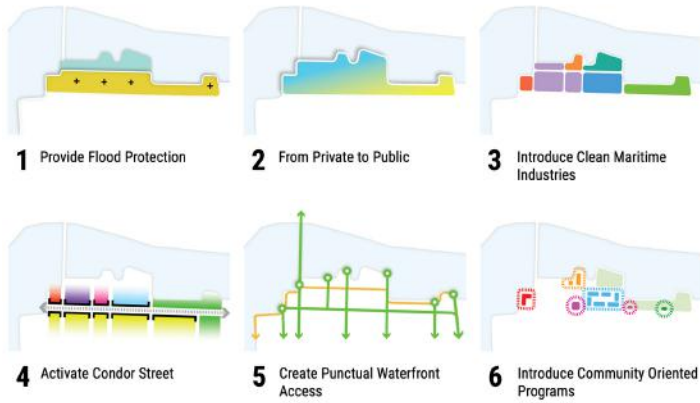 1 Provide Flood Protection
2 From Private to Public
3 Introduce Clean Maritime
Industries
4 Activate Condor Street
5 Create Punctual Waterfront
Access
6 Introduce Community Oriented
Programs